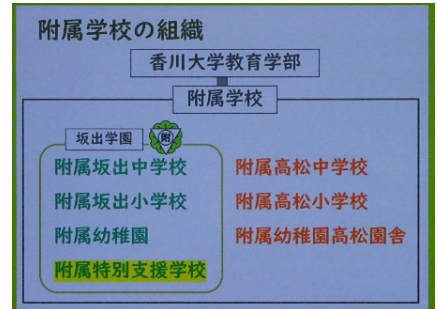 附属学校の組織
香川大学教育学部
附属学校
坂出学園
附
附属坂出中学校
附属坂出小学校
附属幼稚園
附属特別支援学校
附属高松中学校
附属高松小学校
附属幼稚園高松園舎